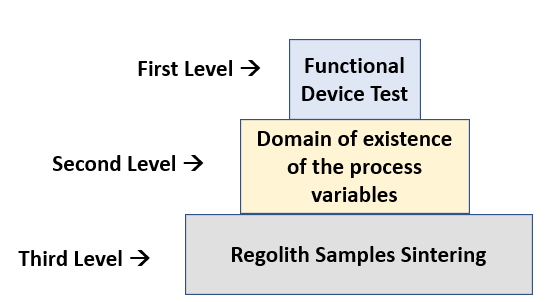 First Level →
Functional
Device Test
Second Level →
Domain of existence
of the process
variables
Third Level →
Regolith Samples Sintering